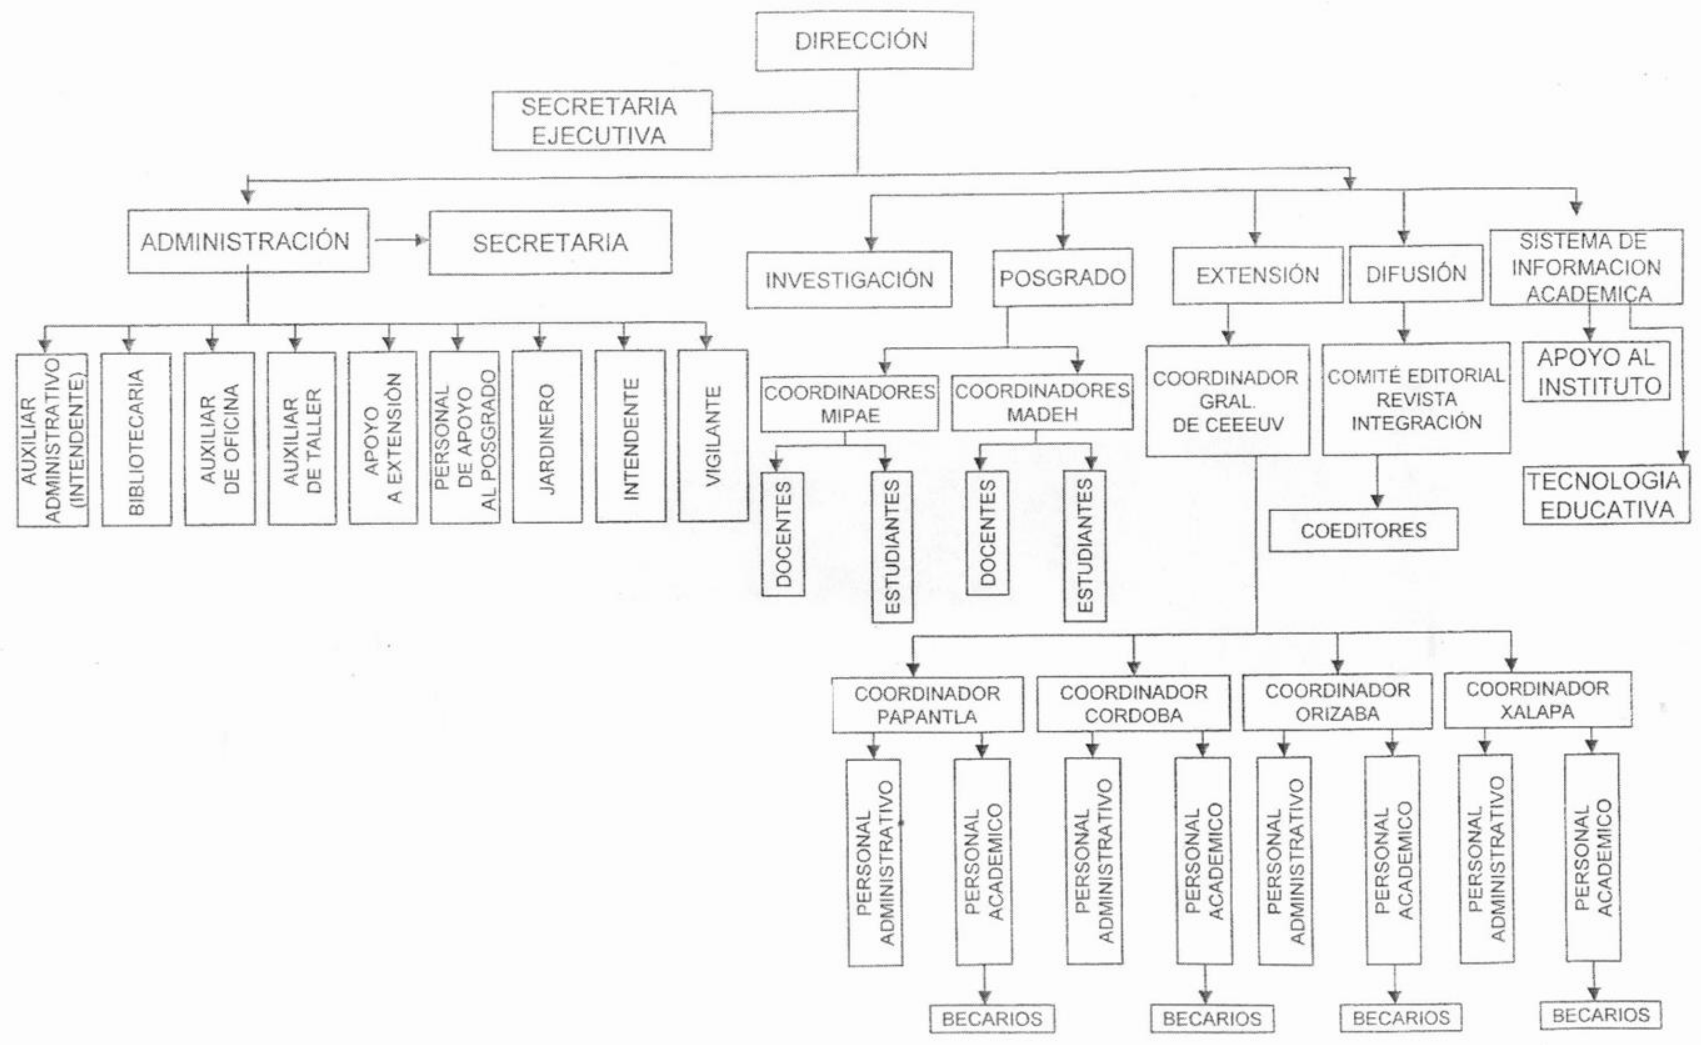 DIRECCIÓN
SECRETARIA
EJECUTIVA
ADMINISTRACIÓN
SECRETARIA
INVESTIGACIÓN
POSGRADO
EXTENSIÓN
DIFUSIÓN
SISTEMA DE
INFORMACION
ACADEMICA
AUXILIAR
ADMINISTRATIVO
(INTENDENTE)
BIBLIOTECARIA
AUXILIAR
DE OFICINA
AUXILIAR
DE TALLER
APOYO
A EXTENSIÒN
PERSONAL
DE APOYO
AL POSGRADO
JARDINERO
INTENDENTE
VIGILANTE
COORDINADORES
MIPAE
COORDINADORES
MADEH
COORDINADOR
GRAL.
DE CEEEUV
COMITÉ EDITORIAL
REVISTA
INTEGRACIÓN
APOYO AL
INSTITUTO
TECNOLOGIA
EDUCATIVA
DOCENTES
ESTUDIANTES
DOCENTES
ESTUDIANTES
COEDITORES
COORDINADOR
PAPANTLA
COORDINADOR
CORDOBA
COORDINADOR
ORIZABA
COORDINADOR
XALAPA
PERSONAL
ADMINISTRATIVO
PERSONAL
ACADEMICO
PERSONAL
ADMINISTRATIVO
PERSONAL
ACADEMICO
PERSONAL
ADMINISTRATIVO
PERSONAL
ACADEMICO
PERSONAL
ADMINISTRATIVO
PERSONAL
ACADEMICO
BECARIOS
BECARIOS
BECARIOS
BECARIOS